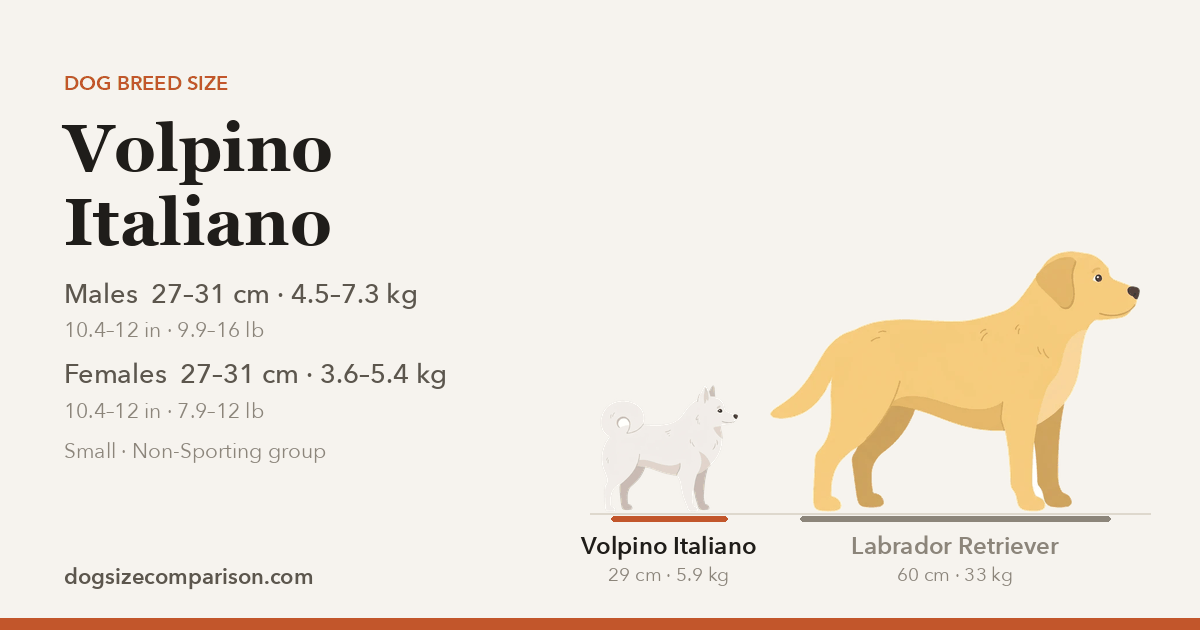 DOG BREED SIZE
Volpino
Italiano
Males 27–31 cm · 4.5–7.3 kg
10.4–12 in · 9.9–16 lb
Females 27–31 cm · 3.6–5.4 kg
10.4–12 in · 7.9–12 lb
Small · Non-Sporting group
Volpino Italiano
29 cm · 5.9 kg
Labrador Retriever
60 cm · 33 kg
dogsizecomparison.com